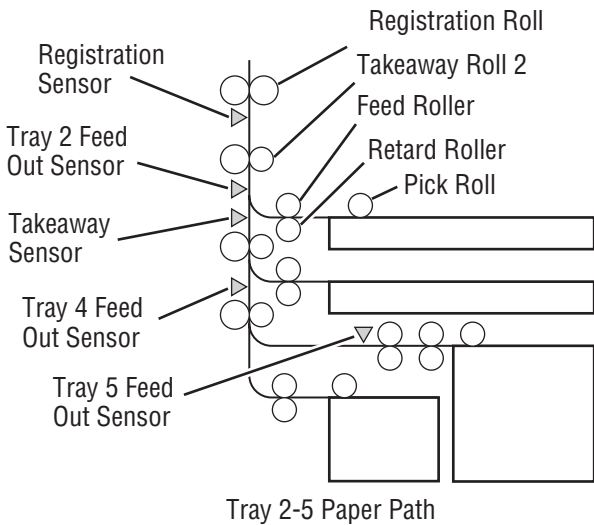 Registration Roll
Registration
Sensor
Takeaway Roll 2
Feed Roller
Tray 2 Feed
Out Sensor
Retard Roller
Pick Roll
Takeaway
Sensor
Tray 4 Feed
Out Sensor
Tray 5 Feed
Out Sensor
Tray 2-5 Paper Path